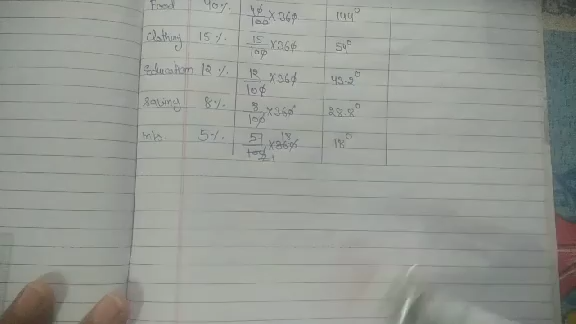 Food 40% 40/100 × 360 144°
Clothing 15% 15/100 × 360 54°
Education 12% 12/100 × 360 43.2°
Saving 8% 8/100 × 360° 28.8°
5% 5/100 × 360 18 18°